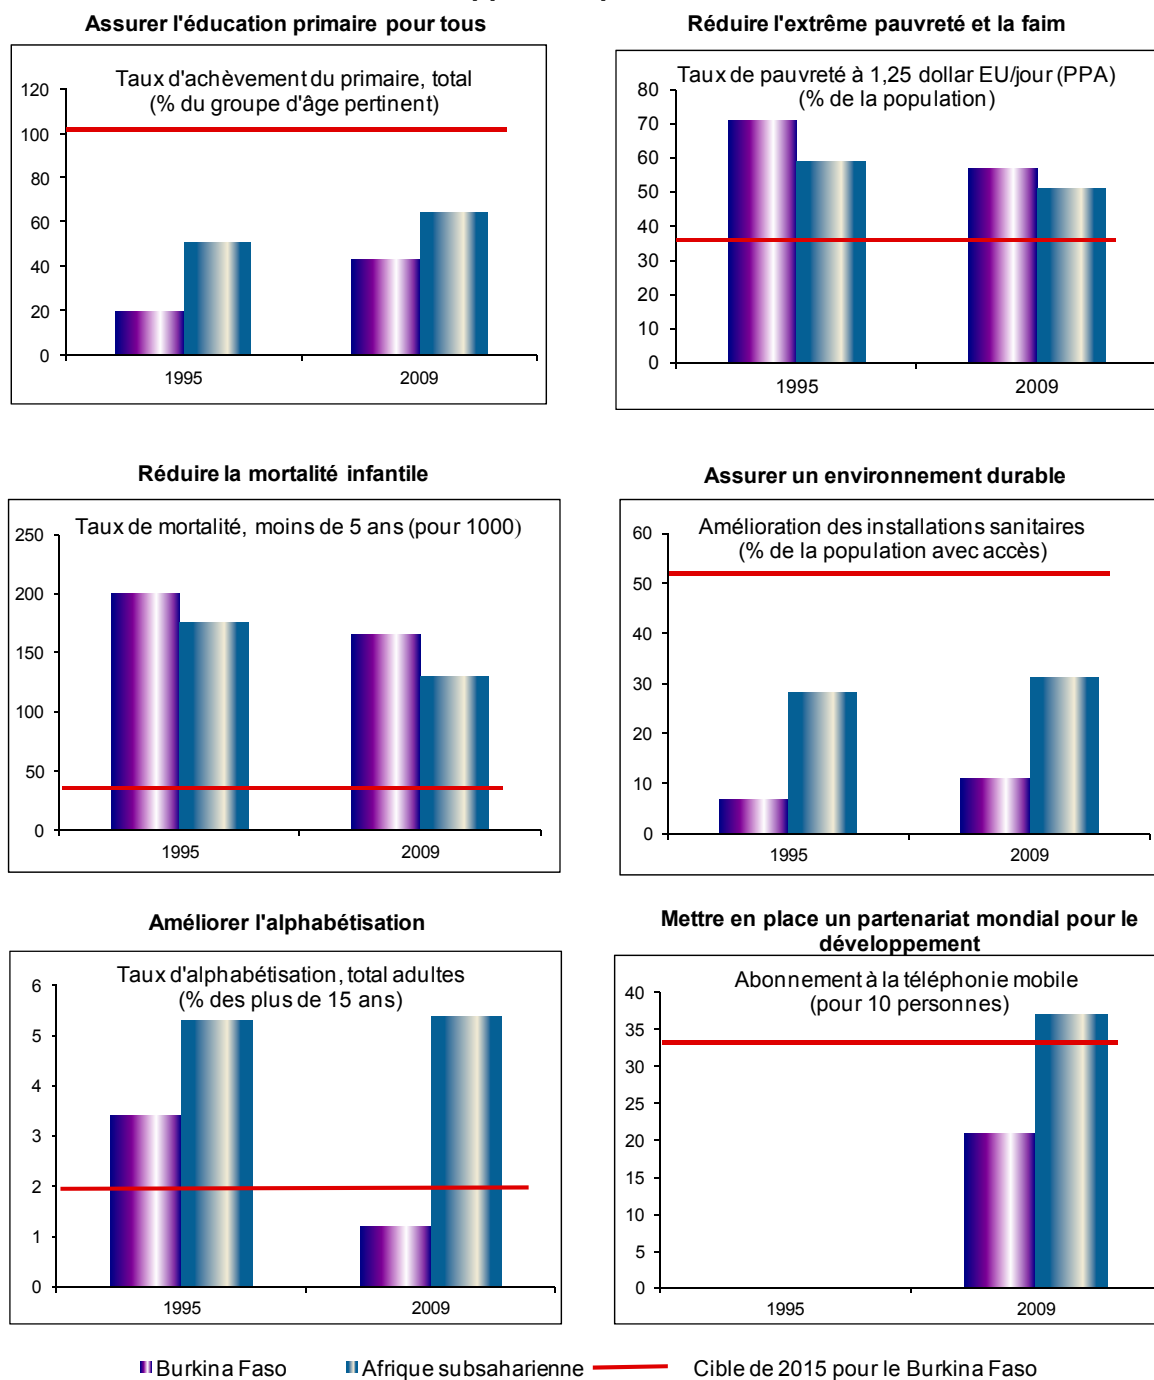 Assurer l'éducation primaire pour tous
Taux d'achèvement du primaire, total
(% du groupe d'âge pertinent)
120
100
80
60
40
20
0
1995
2009
Réduire l'extrême pauvreté et la faim
Taux de pauvreté à 1,25 dollar EU/jour (PPA)
(% de la population)
80
70
60
50
40
30
20
10
0
1995
2009
Réduire la mortalité infantile
Taux de mortalité, moins de 5 ans (pour 1000)
250
200
150
100
50
0
1995
2009
Assurer un environnement durable
Amélioration des installations sanitaires
(% de la population avec accès)
60
50
40
30
20
10
0
1995
2009
Améliorer l'alphabétisation
Taux d'alphabétisation, total adultes
(% des plus de 15 ans)
6
5
4
3
2
1
0
1995
2009
Mettre en place un partenariat mondial pour le
développement
Abonnement à la téléphonie mobile
(pour 10 personnes)
40
35
30
25
20
15
10
5
0
1995
2009
Burkina Faso
Afrique subsaharienne
Cible de 2015 pour le Burkina Faso